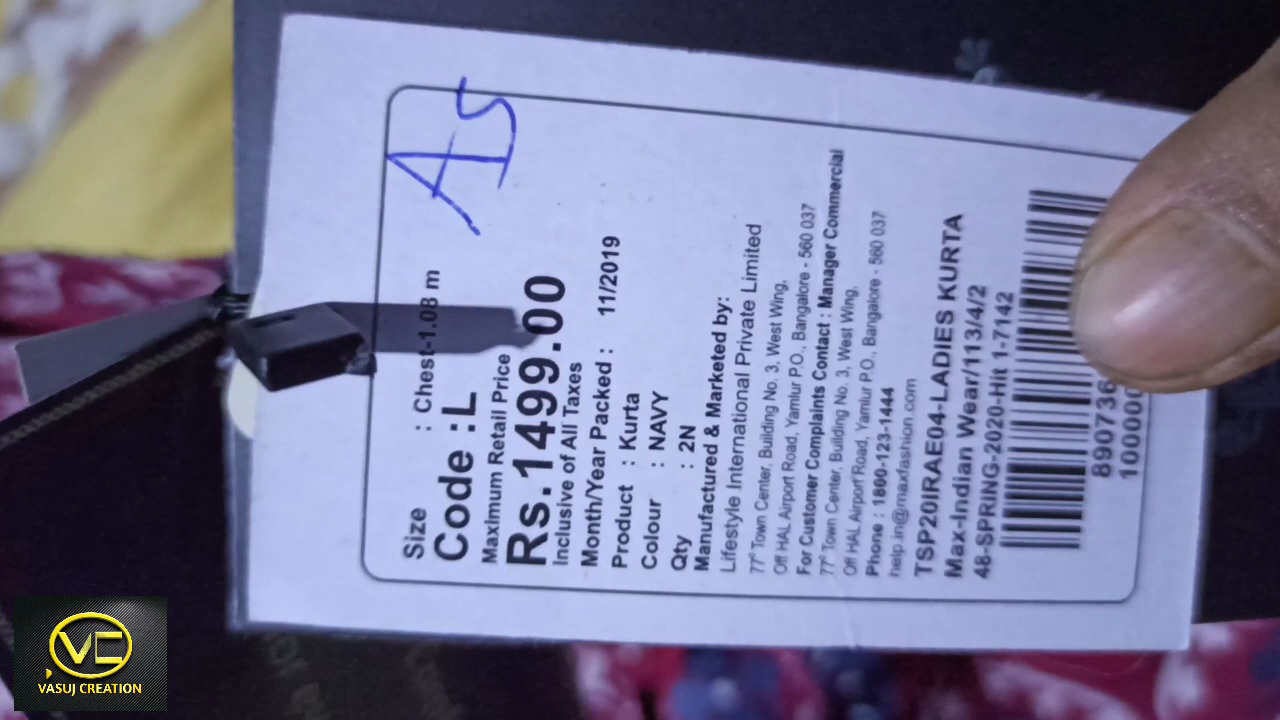 AS
Size : Chest-1.08 m
Code : L
Maximum Retail Price
Rs.1499.00
Inclusive of All Taxes
Month/Year Packed : 11/2019
Product : Kurta
Colour : NAVY
Qty : 2N
Manufactured & Marketed by:
Lifestyle International Private Limited
77° Town Center, Building No. 3, West Wing,
Off HAL Airport Road, Yamlur P.O., Bangalore - 560 037
For Customer Complaints Contact : Manager Commercial
77° Town Center, Building No. 3, West Wing,
Off HAL Airport Road, Yamlur P.O., Bangalore - 560 037
Phone : 1800-123-1444
help.in@maxfashion.com
TSP20IRAE04-LADIES KURTA
Max-Indian Wear/113/4/2
48-SPRING-2020-Hit 1-7142
VC
VASUJ CREATION